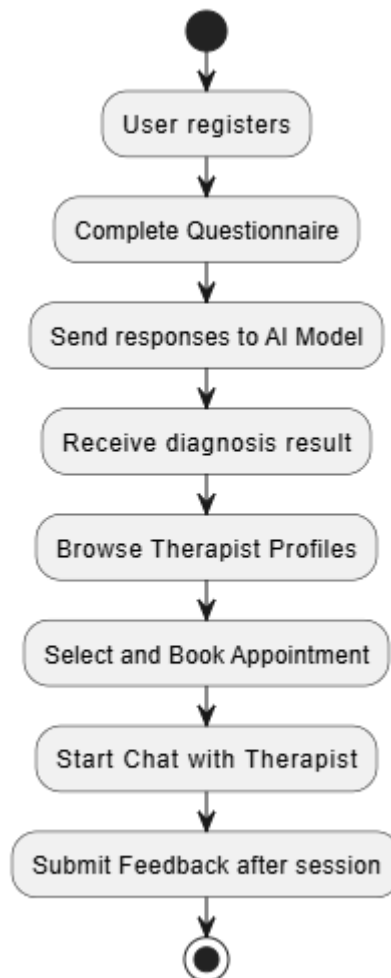 User registers
Complete Questionnaire
Send responses to AI Model
Receive diagnosis result
Browse Therapist Profiles
Select and Book Appointment
Start Chat with Therapist
Submit Feedback after session